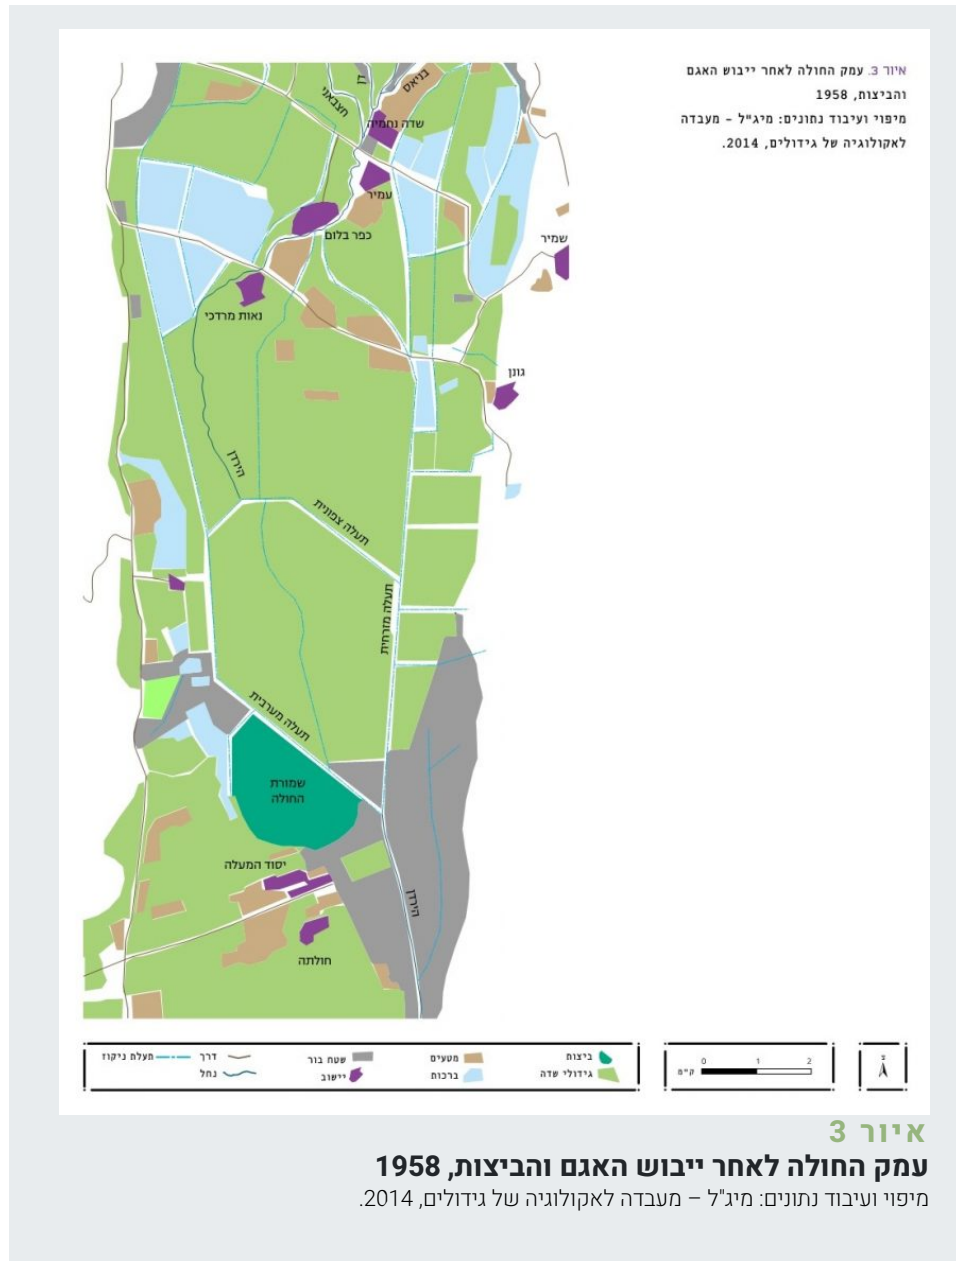 איור 3. עמק החולה לאחר ייבוש האגם
והביצות, 1958
מיפוי ועיבוד נתונים: מיג"ל – מעבדה
לאקולוגיה של גידולים, 2014.
בניאס
דן
חצבאני
שדה נחמיה
עמיר
כפר בלום
שמיר
נאות מרדכי
גונן
הירדן
תעלה צפונית
תעלה מזרחית
תעלה מערבית
שמורת
החולה
יסוד המעלה
הירדן
חולתה
ביצות
גידולי שדה
מטעים
ברכות
שטח בור
יישוב
דרך
נחל
תעלת ניקוז
0 1 2
ק"מ
צ
איור 3
עמק החולה לאחר ייבוש האגם והביצות, 1958
מיפוי ועיבוד נתונים: מיג"ל – מעבדה לאקולוגיה של גידולים, 2014.